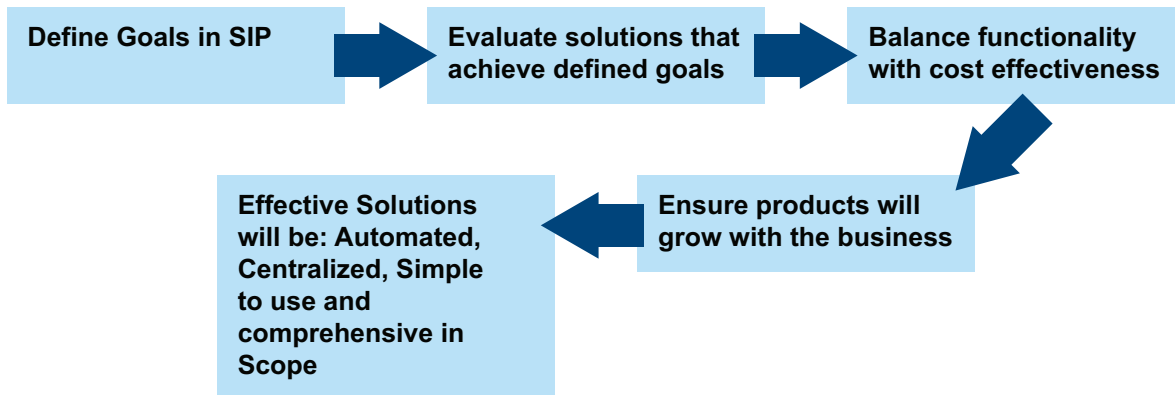 Define Goals in SIP
Evaluate solutions that
achieve defined goals
Balance functionality
with cost effectiveness
Ensure products will
grow with the business
Effective Solutions
will be: Automated,
Centralized, Simple
to use and
comprehensive in
Scope